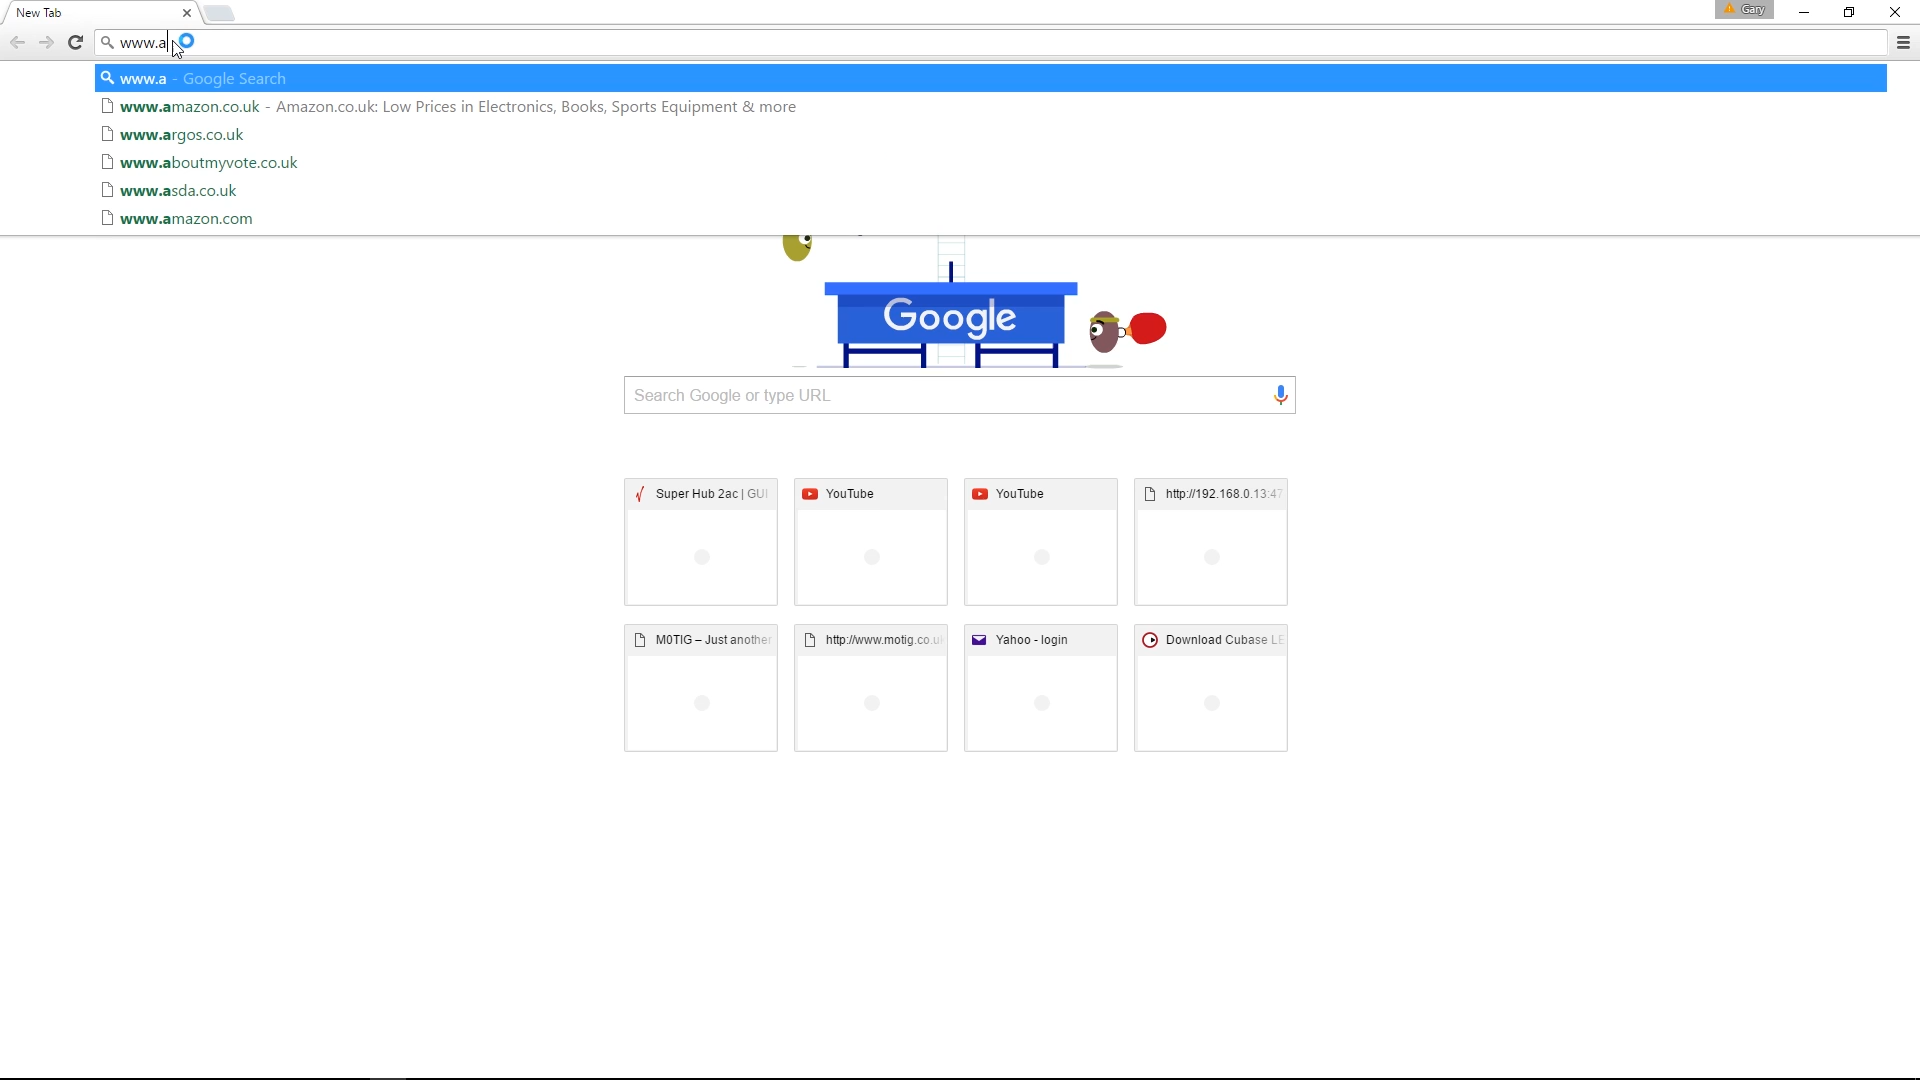 New Tab
Gary
www.a
www.a - Google Search
www.amazon.co.uk - Amazon.co.uk: Low Prices in Electronics, Books, Sports Equipment & more
www.argos.co.uk
www.aboutmyvote.co.uk
www.asda.co.uk
www.amazon.com
Google
Search Google or type URL
Super Hub 2ac | GUI
YouTube
YouTube
http://192.168.0.13:47
M0TIG – Just another
http://www.motig.co.uk
Yahoo - login
Download Cubase LE